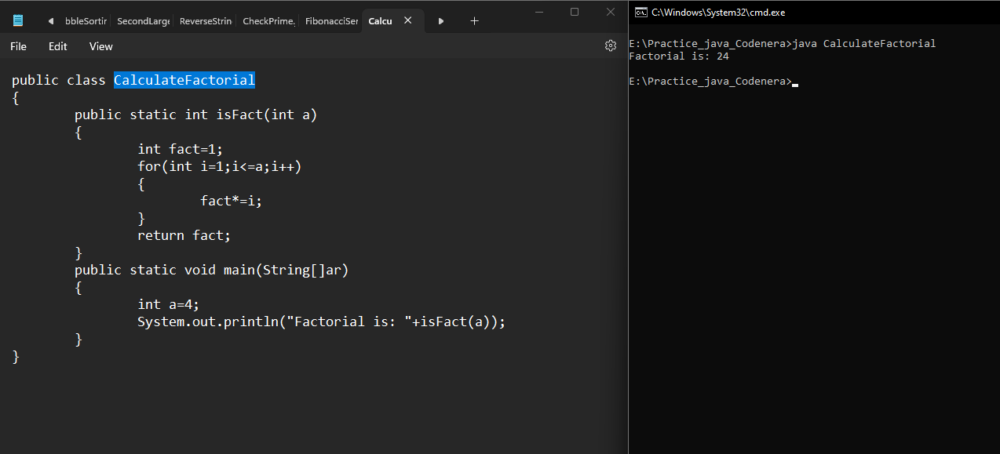 bbleSortir SecondLarge ReverseStrin CheckPrime. FibonacciSer Calcu
File Edit View
public class CalculateFactorial
{
public static int isFact(int a)
{
int fact=1;
for(int i=1;i<=a;i++)
{
fact*=i;
}
return fact;
}
public static void main(String[]ar)
{
int a=4;
System.out.println("Factorial is: "+isFact(a));
}
}
C:\Windows\System32\cmd.exe
E:\Practice_java_Codenera>java CalculateFactorial
Factorial is: 24
E:\Practice_java_Codenera>